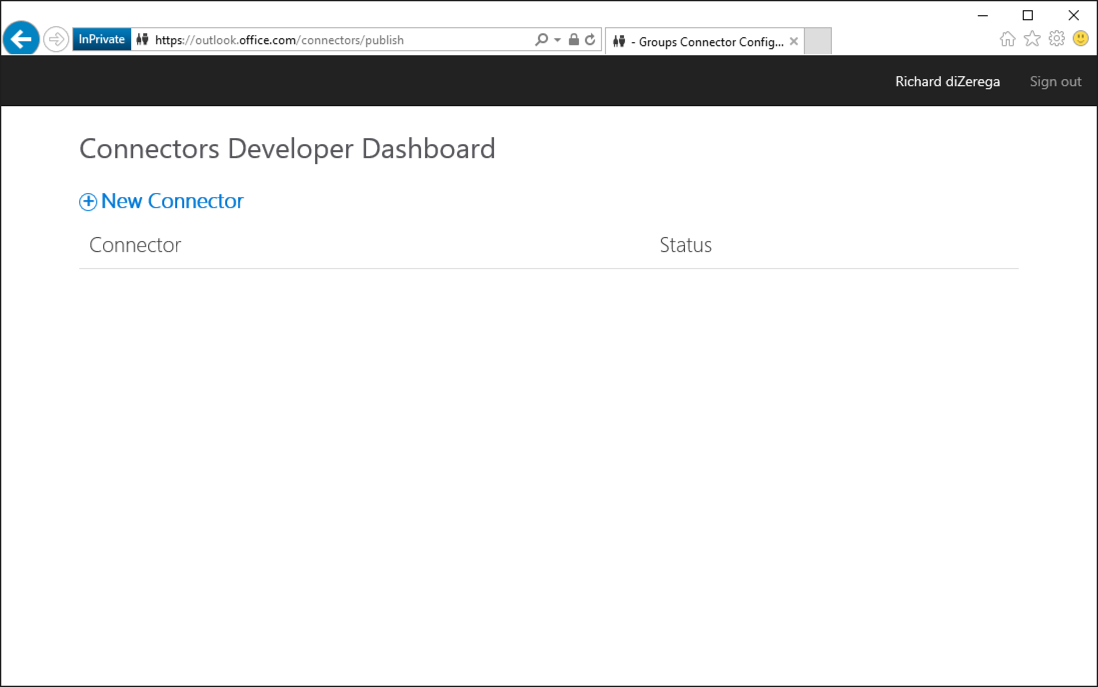 InPrivate https://outlook.office.com/connectors/publish - Groups Connector Config...
Richard diZerega Sign out
Connectors Developer Dashboard
New Connector
Connector Status